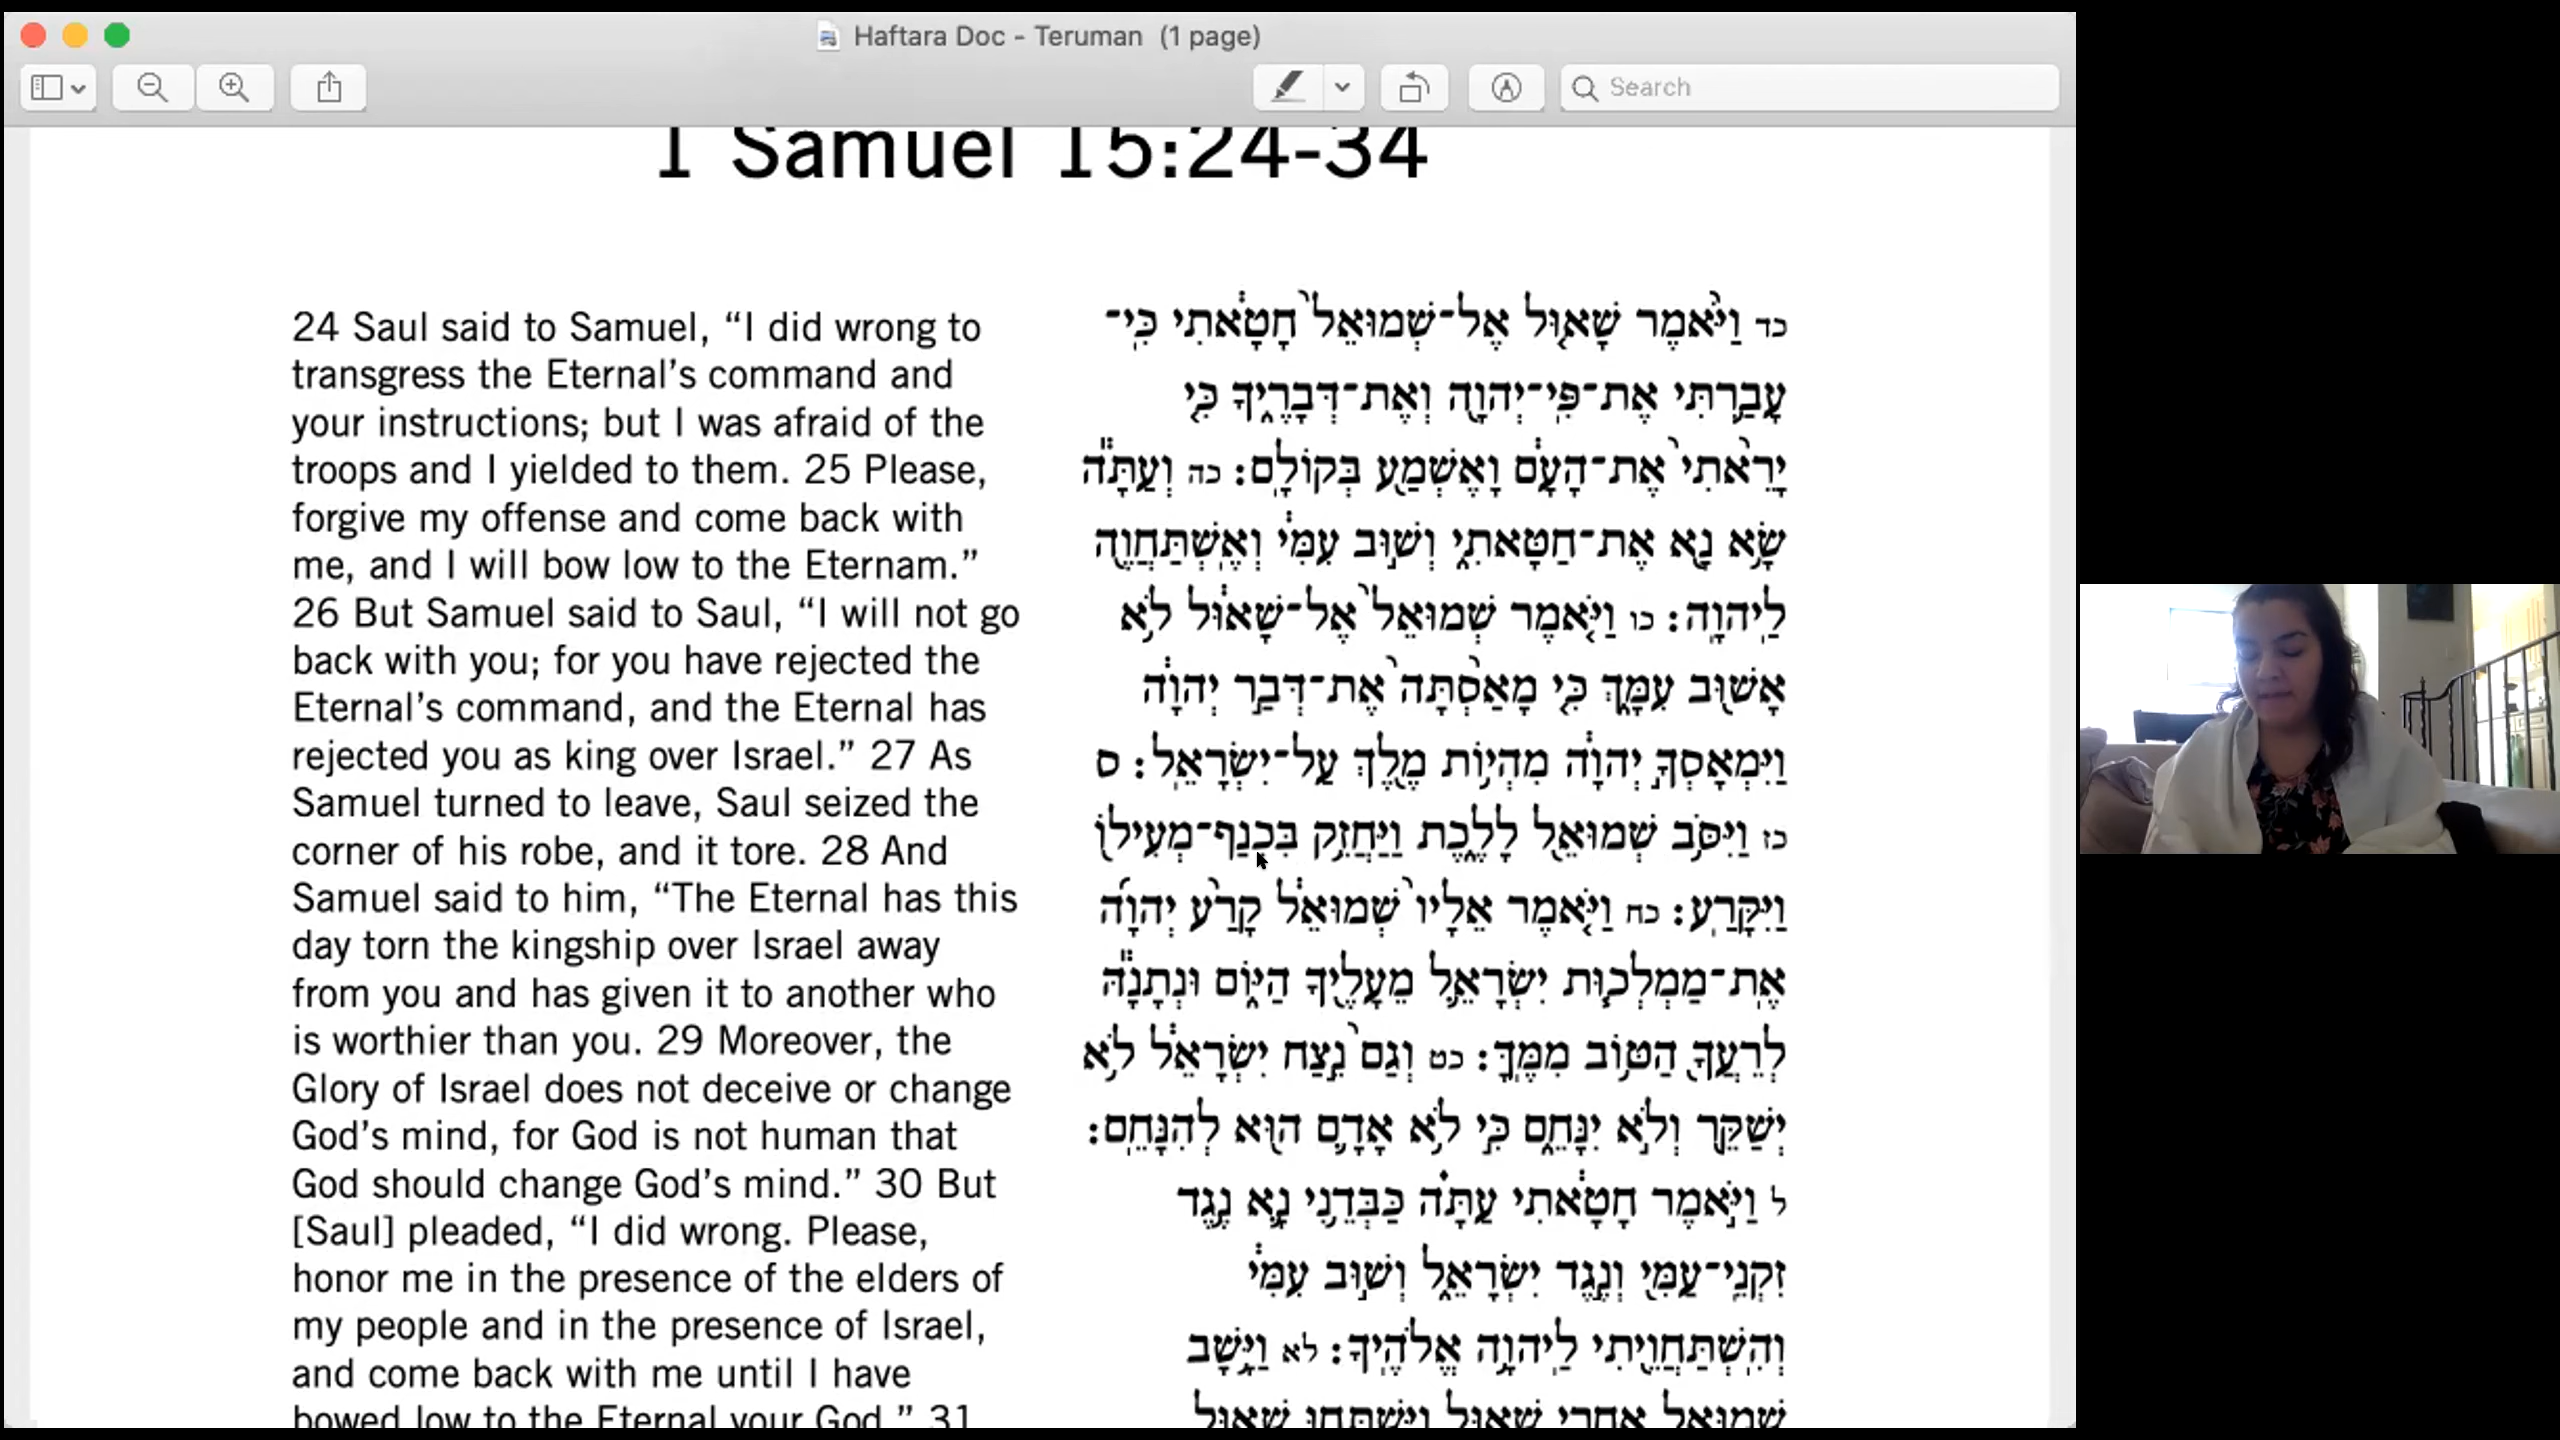 Haftara Doc - Teruman (1 page)
Search
1 Samuel 15:24-34
24 Saul said to Samuel, “I did wrong to
transgress the Eternal’s command and
your instructions; but I was afraid of the
troops and I yielded to them. 25 Please,
forgive my offense and come back with
me, and I will bow low to the Eternam.”
26 But Samuel said to Saul, “I will not go
back with you; for you have rejected the
Eternal’s command, and the Eternal has
rejected you as king over Israel.” 27 As
Samuel turned to leave, Saul seized the
corner of his robe, and it tore. 28 And
Samuel said to him, “The Eternal has this
day torn the kingship over Israel away
from you and has given it to another who
is worthier than you. 29 Moreover, the
Glory of Israel does not deceive or change
God’s mind, for God is not human that
God should change God’s mind.” 30 But
[Saul] pleaded, “I did wrong. Please,
honor me in the presence of the elders of
my people and in the presence of Israel,
and come back with me until I have
bowed low to the Eternal your God.” 31
כד וַיֹּ֨אמֶר שָׁא֤וּל אֶל־שְׁמוּאֵל֙ חָטָ֔אתִי כִּֽי־
עָבַ֥רְתִּי אֶת־פִּֽי־יְהוָ֖ה וְאֶת־דְּבָרֶ֑יךָ כִּ֤י
יָרֵ֙אתִי֙ אֶת־הָעָ֔ם וָאֶשְׁמַ֖ע בְּקוֹלָֽם׃ כה וְעַתָּ֕ה
שָׂ֥א נָ֖א אֶת־חַטָּאתִ֑י וְשׁ֣וּב עִמִּ֔י וְאֶֽשְׁתַּחֲוֶ֖ה
לַֽיהוָֽה׃ כו וַיֹּ֤אמֶר שְׁמוּאֵל֙ אֶל־שָׁא֔וּל לֹ֥א
אָשׁ֖וּב עִמָּ֑ךְ כִּ֤י מָאַ֙סְתָּה֙ אֶת־דְּבַ֣ר יְהוָ֔ה
וַיִּמְאָסְךָ֣ יְהוָ֔ה מִהְי֥וֹת מֶ֖לֶךְ עַל־יִשְׂרָאֵֽל׃ ס
כז וַיִּסֹּ֥ב שְׁמוּאֵ֖ל לָלֶ֑כֶת וַיַּחֲזֵ֥ק בִּכְנַף־מְעִיל֖וֹ
וַיִּקָּרַֽע׃ כח וַיֹּ֤אמֶר אֵלָיו֙ שְׁמוּאֵ֔ל קָרַ֨ע יְהוָ֜ה
אֶֽת־מַמְלְכ֧וּת יִשְׂרָאֵ֛ל מֵעָלֶ֖יךָ הַיּ֑וֹם וּנְתָנָ֕הּ
לְרֵעֲךָ֖ הַטּ֥וֹב מִמֶּֽךָּ׃ כט וְגַם֙ נֵ֣צַח יִשְׂרָאֵ֔ל לֹ֥א
יְשַׁקֵּ֖ר וְלֹ֣א יִנָּחֵ֑ם כִּ֣י לֹ֥א אָדָ֛ם ה֖וּא לְהִנָּחֵֽם׃
ל וַיֹּ֣אמֶר חָטָ֔אתִי עַתָּ֗ה כַּבְּדֵ֥נִי נָ֛א נֶ֥גֶד
זִקְנֵֽי־עַמִּ֖י וְנֶ֣גֶד יִשְׂרָאֵ֑ל וְשׁ֣וּב עִמִּ֔י
וְהִֽשְׁתַּחֲוֵ֖יתִי לַֽיהוָ֥ה אֱלֹהֶֽיךָ׃ לא וַיָּ֥שָׁב
שְׁמוּאֵ֖ל אַחֲרֵ֣י שָׁא֑וּל וַיִּשְׁתַּ֥חוּ שָׁא֖וּל